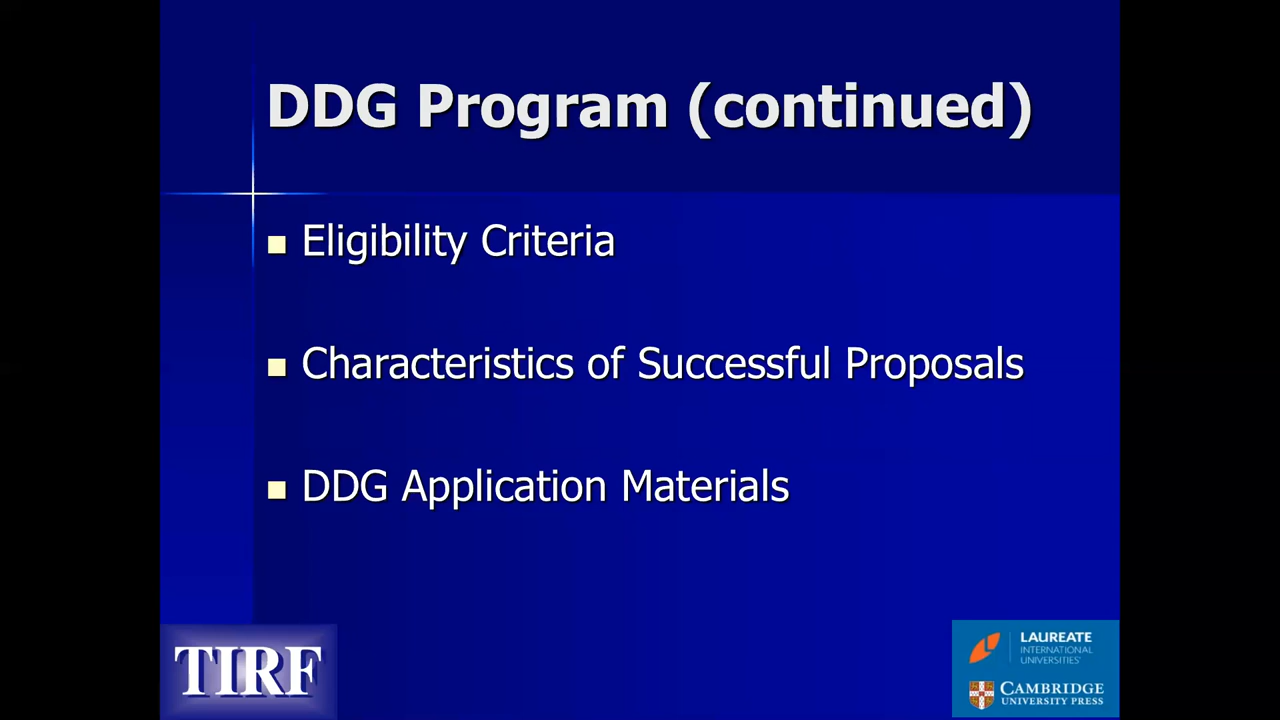 DDG Program (continued)
Eligibility Criteria
Characteristics of Successful Proposals
DDG Application Materials
TIRF
LAUREATE
INTERNATIONAL
UNIVERSITIES
CAMBRIDGE
UNIVERSITY PRESS